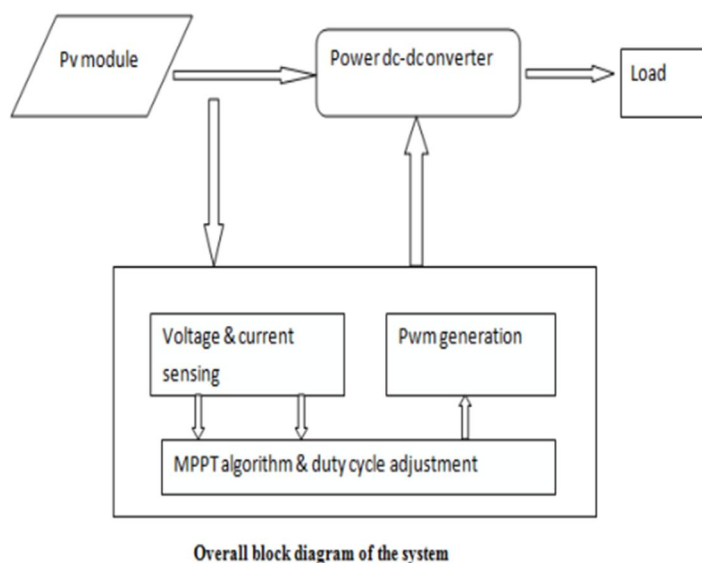 Pv module
Power dc-dc onverter
Load
Voltage & current
sensing
Pwm generation
MPPT algorithm & duty cycle adjustment
Overall block diagram of the system